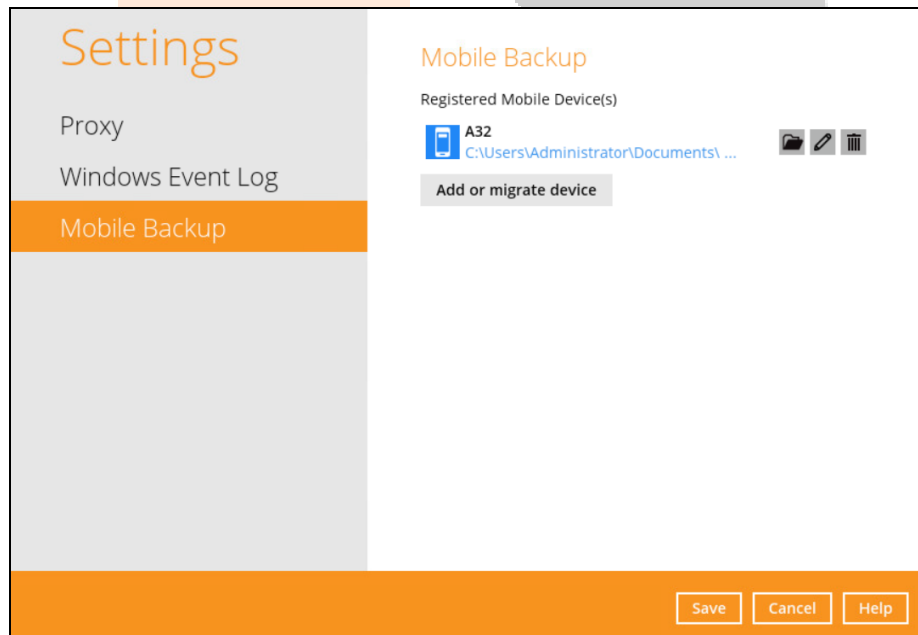 Settings
Proxy
Windows Event Log
Mobile Backup
Mobile Backup
Registered Mobile Device(s)
A32
C:\Users\Administrator\Documents\ ...
Add or migrate device
Save
Cancel
Help